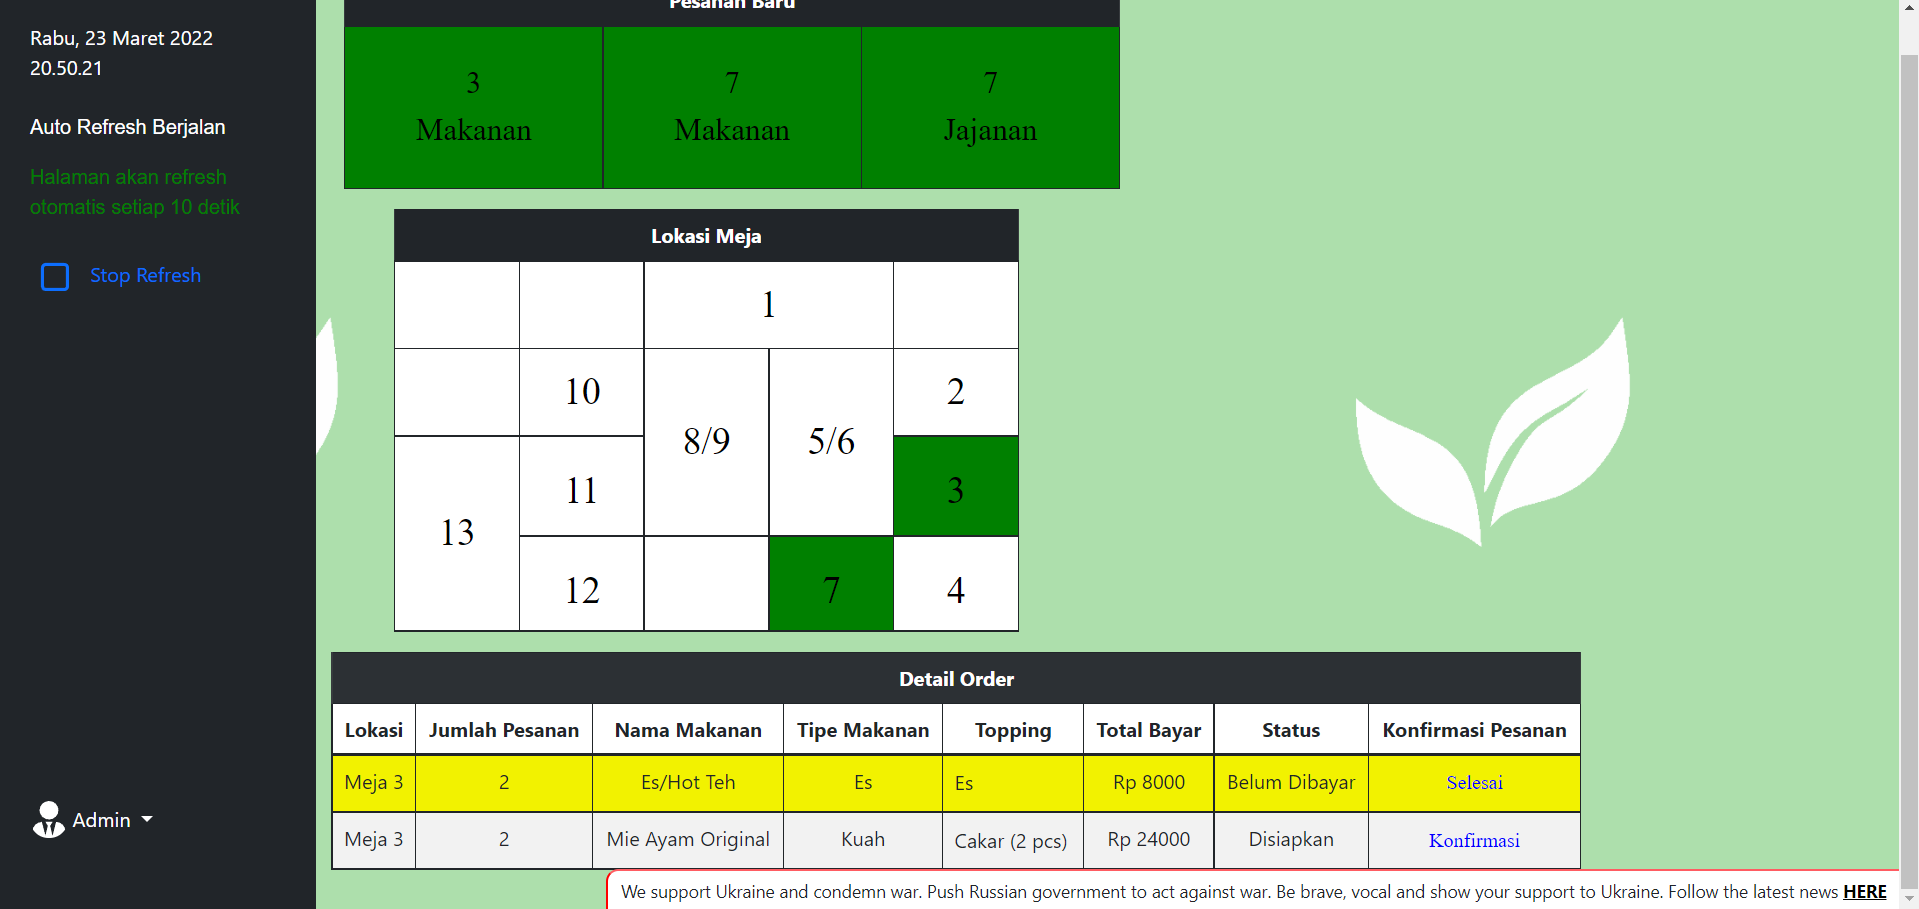 Rabu, 23 Maret 2022
20.50.21
Auto Refresh Berjalan
Halaman akan refresh
otomatis setiap 10 detik
Stop Refresh
Admin
Pesanan Baru
3 7 7
Makanan Makanan Jajanan
Lokasi Meja
1
10 8/9 5/6 2
13 11 3
12 7 4
Detail Order
Lokasi Jumlah Pesanan Nama Makanan Tipe Makanan Topping Total Bayar Status Konfirmasi Pesanan
Meja 3 2 Es/Hot Teh Es Es Rp 8000 Belum Dibayar Selesai
Meja 3 2 Mie Ayam Original Kuah Cakar (2 pcs) Rp 24000 Disiapkan Konfirmasi
We support Ukraine and condemn war. Push Russian government to act against war. Be brave, vocal and show your support to Ukraine. Follow the latest news HERE